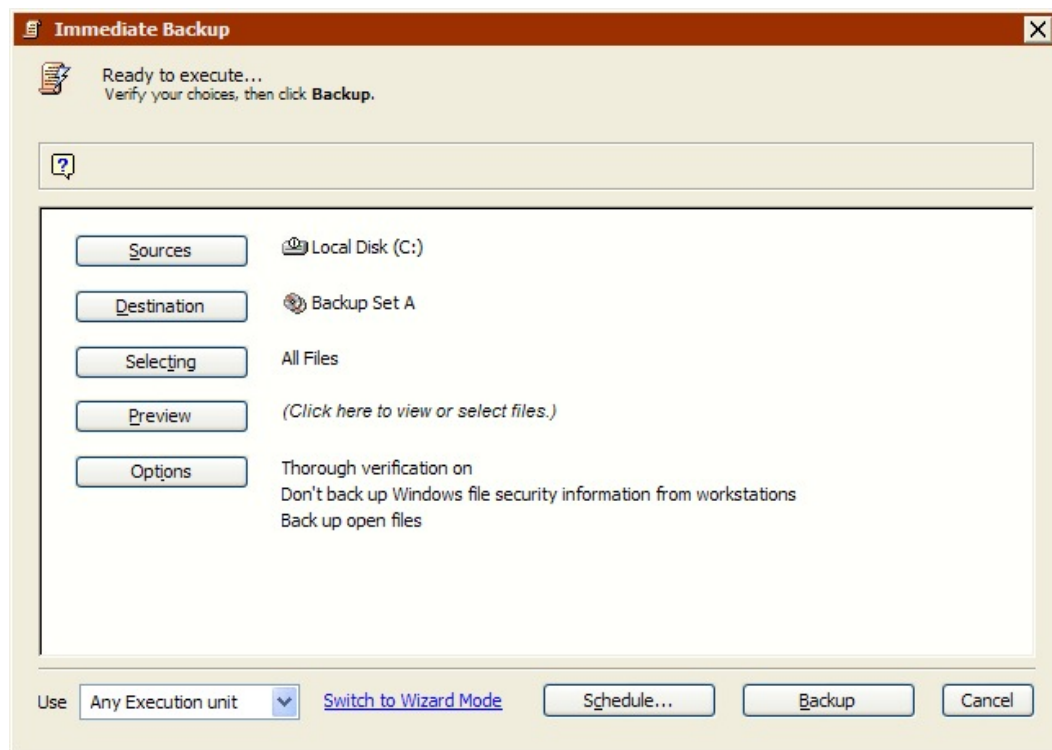 Immediate Backup
Ready to execute...
Verify your choices, then click Backup.
?
Sources Local Disk (C:)
Destination Backup Set A
Selecting All Files
Preview (Click here to view or select files.)
Options Thorough verification on
Don't back up Windows file security information from workstations
Back up open files
Use Any Execution unit Switch to Wizard Mode Schedule... Backup Cancel